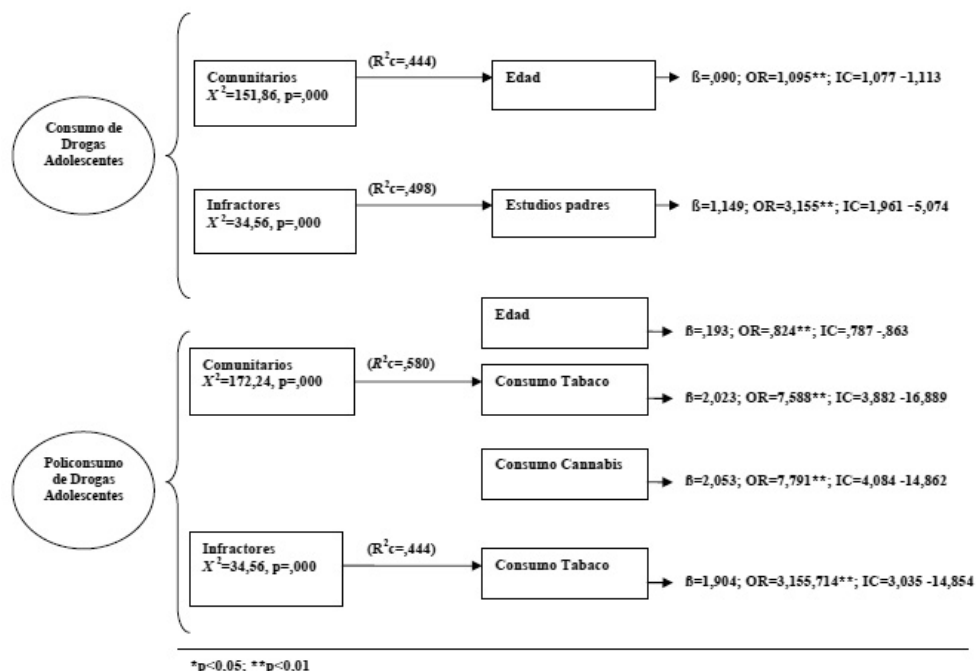 Consumo de
Drogas
Adolescentes
Comunitarios
X²=151,86, p=,000
(R²c=,444)
Edad
ß=,090; OR=1,095**; IC=1,077 -1,113
Infractores
X²=34,56, p=,000
(R²c=,498)
Estudios padres
ß=1,149; OR=3,155**; IC=1,961 -5,074
Policonsumo
de Drogas
Adolescentes
Comunitarios
X²=172,24, p=,000
(R²c=,580)
Edad
ß=,193; OR=,824**; IC=,787 -,863
Consumo Tabaco
ß=2,023; OR=7,588**; IC=3,882 -16,889
Consumo Cannabis
ß=2,053; OR=7,791**; IC=4,084 -14,862
Infractores
X²=34,56, p=,000
(R²c=,444)
Consumo Tabaco
ß=1,904; OR=3,155,714**; IC=3,035 -14,854
*p<0,05; **p<0,01